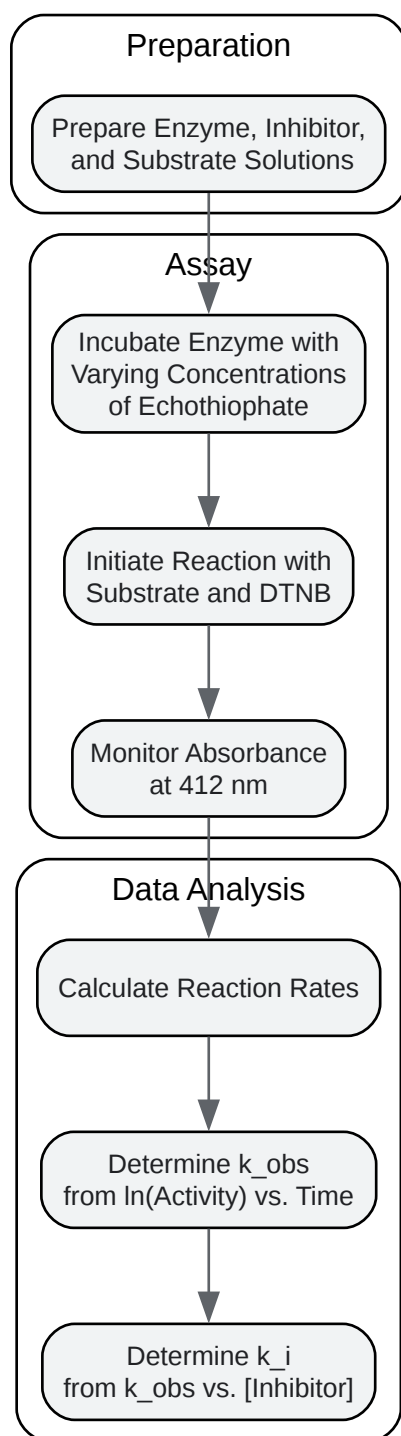 Preparation
Prepare Enzyme, Inhibitor,
and Substrate Solutions
Assay
Incubate Enzyme with
Varying Concentrations
of Echothiophate
Initiate Reaction with
Substrate and DTNB
Monitor Absorbance
at 412 nm
Data Analysis
Calculate Reaction Rates
Determine k_obs
from ln(Activity) vs. Time
Determine k_i
from k_obs vs. [Inhibitor]